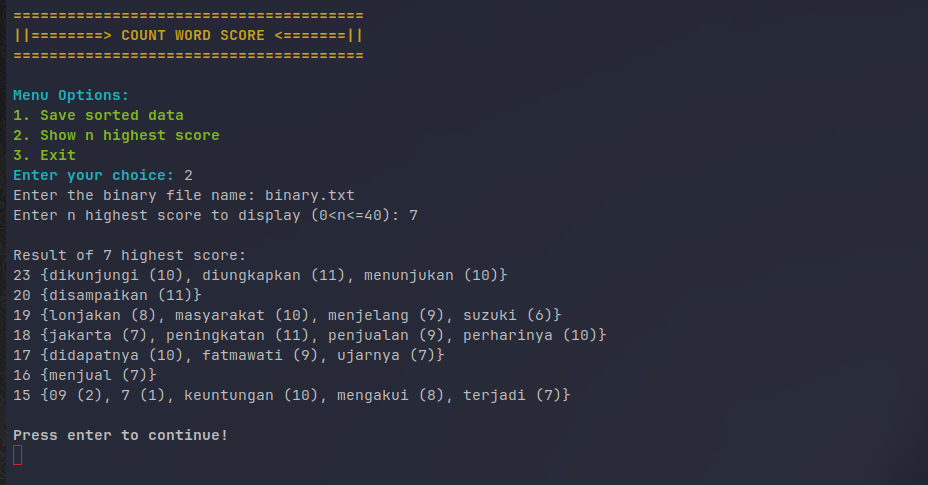 =======================================
||========> COUNT WORD SCORE <=======||
=======================================
Menu Options:
1. Save sorted data
2. Show n highest score
3. Exit
Enter your choice: 2
Enter the binary file name: binary.txt
Enter n highest score to display (0<n<=40): 7
Result of 7 highest score:
23 {dikunjungi (10), diungkapkan (11), menunjukan (10)}
20 {disampaikan (11)}
19 {lonjakan (8), masyarakat (10), menjelang (9), suzuki (6)}
18 {jakarta (7), peningkatan (11), penjualan (9), perharinya (10)}
17 {didapatnya (10), fatmawati (9), ujarnya (7)}
16 {menjual (7)}
15 {09 (2), 7 (1), keuntungan (10), mengakui (8), terjadi (7)}
Press enter to continue!